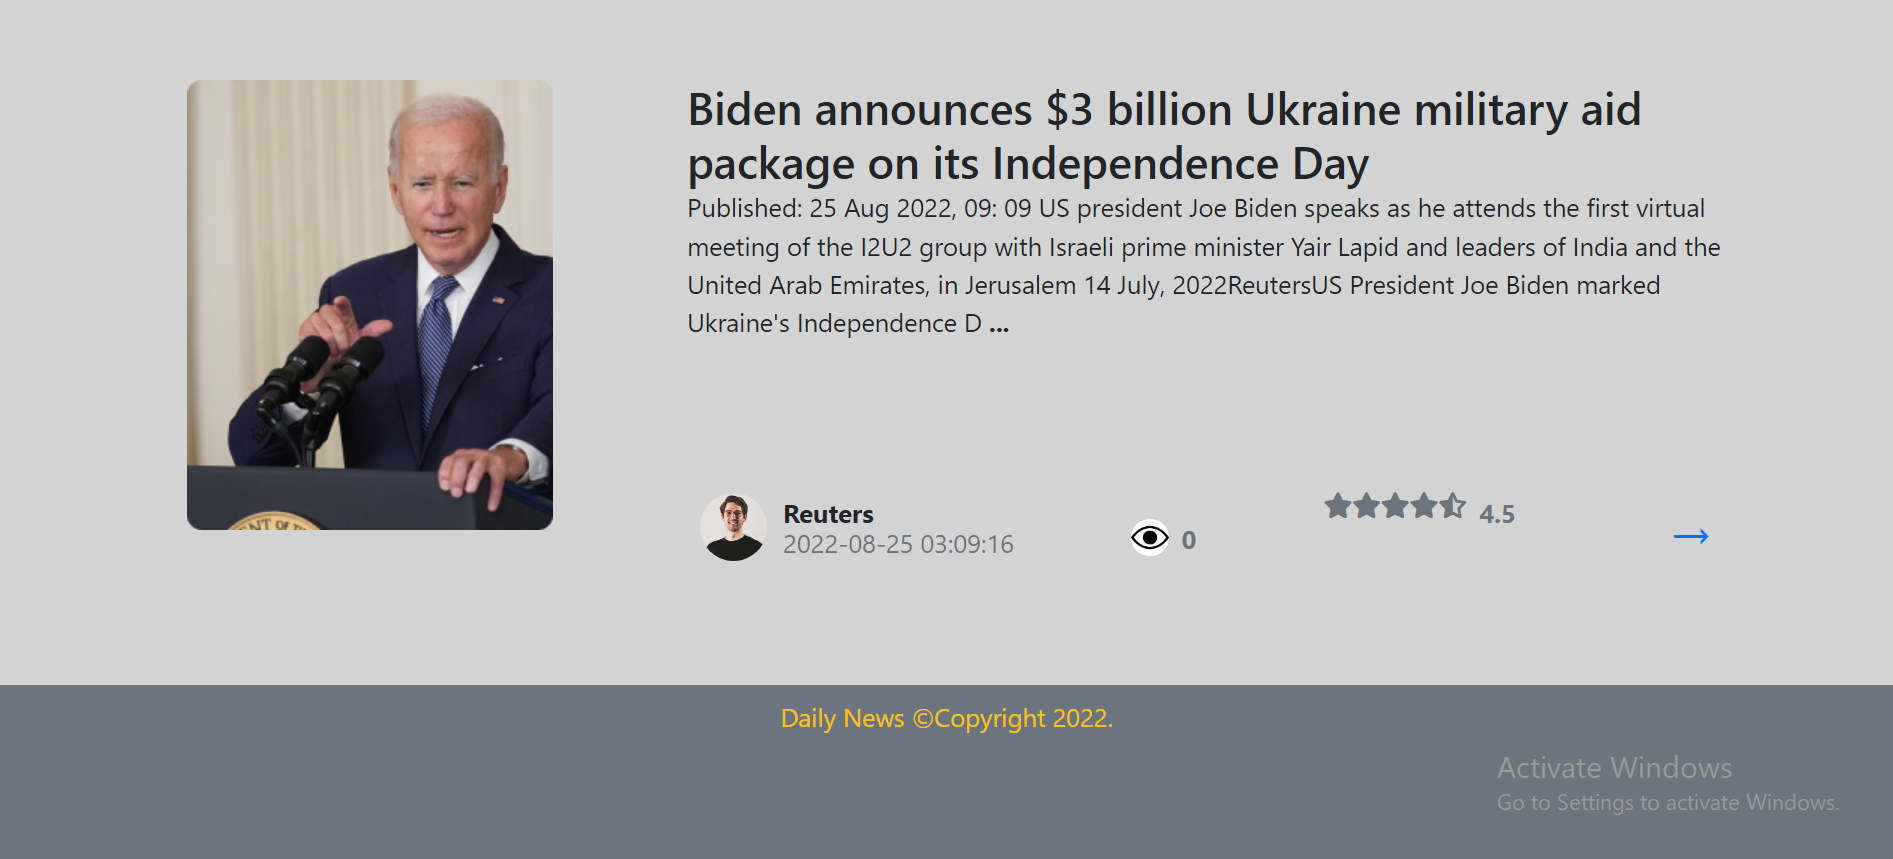 Biden announces $3 billion Ukraine military aid
package on its Independence Day
Published: 25 Aug 2022, 09: 09 US president Joe Biden speaks as he attends the first virtual
meeting of the I2U2 group with Israeli prime minister Yair Lapid and leaders of India and the
United Arab Emirates, in Jerusalem 14 July, 2022ReutersUS President Joe Biden marked
Ukraine's Independence D ...
ENT OF THE
Reuters
2022-08-25 03:09:16
0
4.5
Daily News ©Copyright 2022.
Activate Windows
Go to Settings to activate Windows.